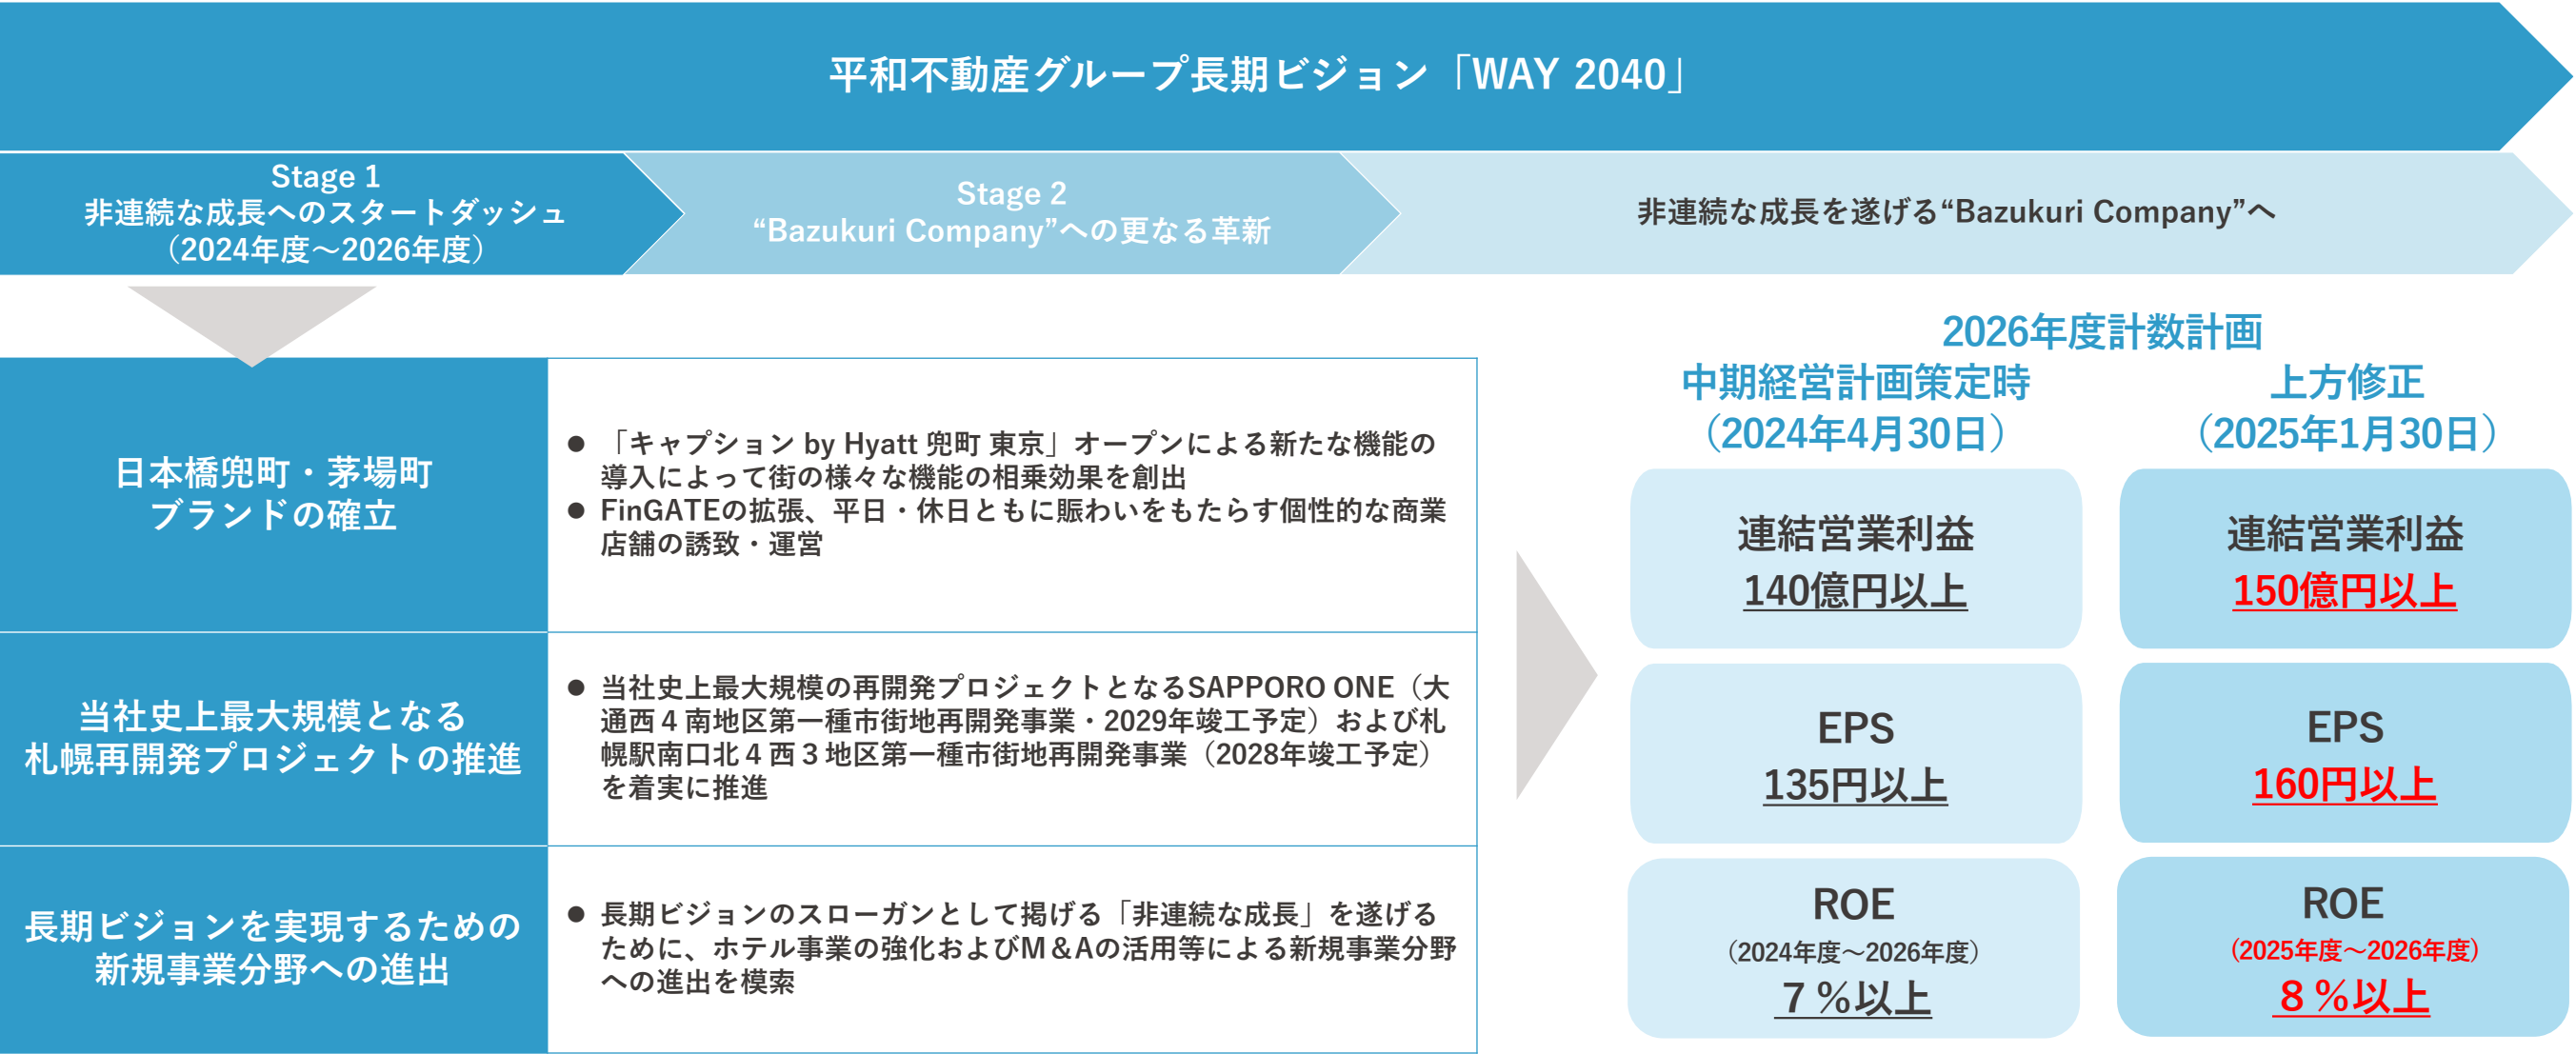 平和不動産グループ長期ビジョン「WAY 2040」
Stage 1
非連続な成長へのスタートダッシュ
（2024年度～2026年度）
Stage 2
“Bazukuri Company”への更なる革新
非連続な成長を遂げる“Bazukuri Company”へ
日本橋兜町・茅場町
ブランドの確立
● 「キャプション by Hyatt 兜町 東京」オープンによる新たな機能の
導入によって街の様々な機能の相乗効果を創出
● FinGATEの拡張、平日・休日ともに賑わいをもたらす個性的な商業
店舗の誘致・運営
当社史上最大規模となる
札幌再開発プロジェクトの推進
● 当社史上最大規模の再開発プロジェクトとなるSAPPORO ONE（大
通西４南地区第一種市街地再開発事業・2029年竣工予定）および札
幌駅南口北４西３地区第一種市街地再開発事業（2028年竣工予定）
を着実に推進
長期ビジョンを実現するための
新規事業分野への進出
● 長期ビジョンのスローガンとして掲げる「非連続な成長」を遂げる
ために、ホテル事業の強化およびM＆Aの活用等による新規事業分野
への進出を模索
2026年度計数計画
中期経営計画策定時
（2024年4月30日）
連結営業利益
140億円以上
EPS
135円以上
ROE
（2024年度～2026年度）
７％以上
上方修正
（2025年1月30日）
連結営業利益
150億円以上
EPS
160円以上
ROE
（2025年度～2026年度）
８％以上